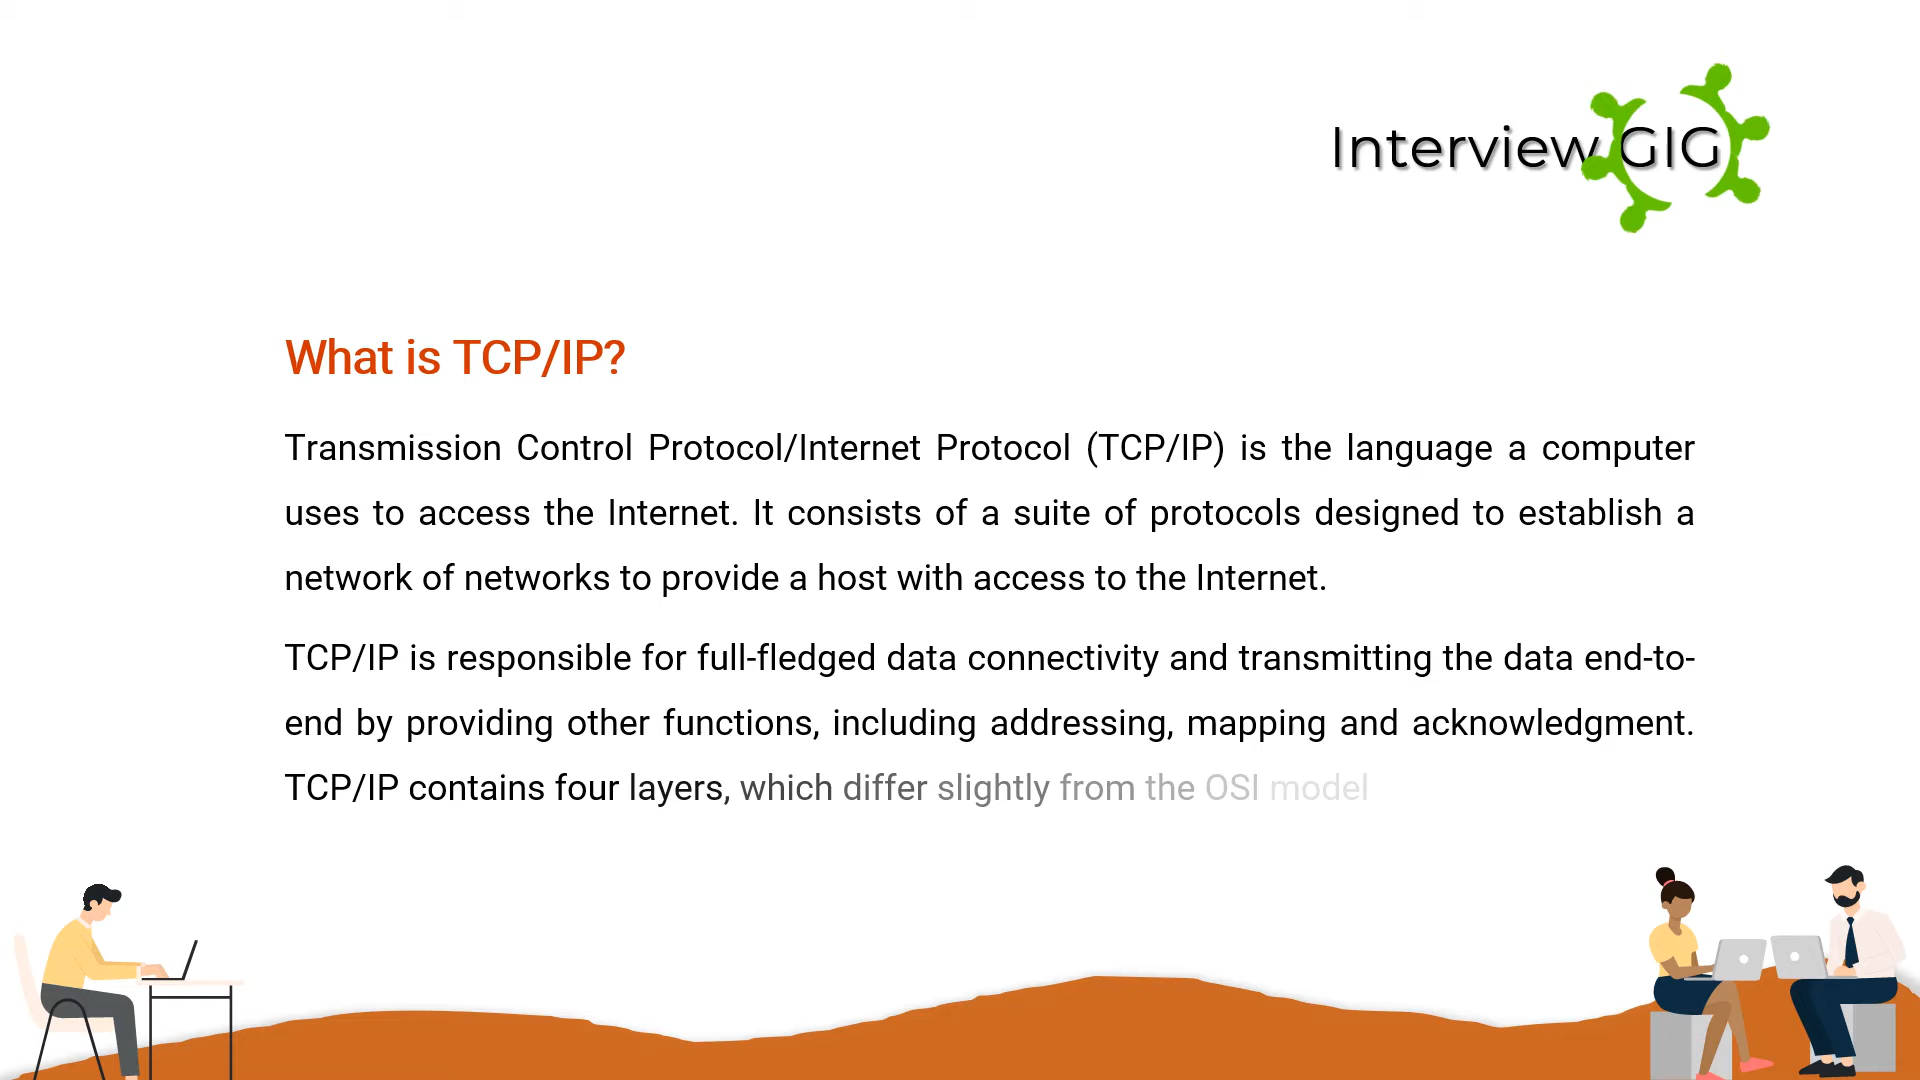 Interview GIG
What is TCP/IP?
Transmission Control Protocol/Internet Protocol (TCP/IP) is the language a computer
uses to access the Internet. It consists of a suite of protocols designed to establish a
network of networks to provide a host with access to the Internet.
TCP/IP is responsible for full-fledged data connectivity and transmitting the data end-to-
end by providing other functions, including addressing, mapping and acknowledgment.
TCP/IP contains four layers, which differ slightly from the OSI model